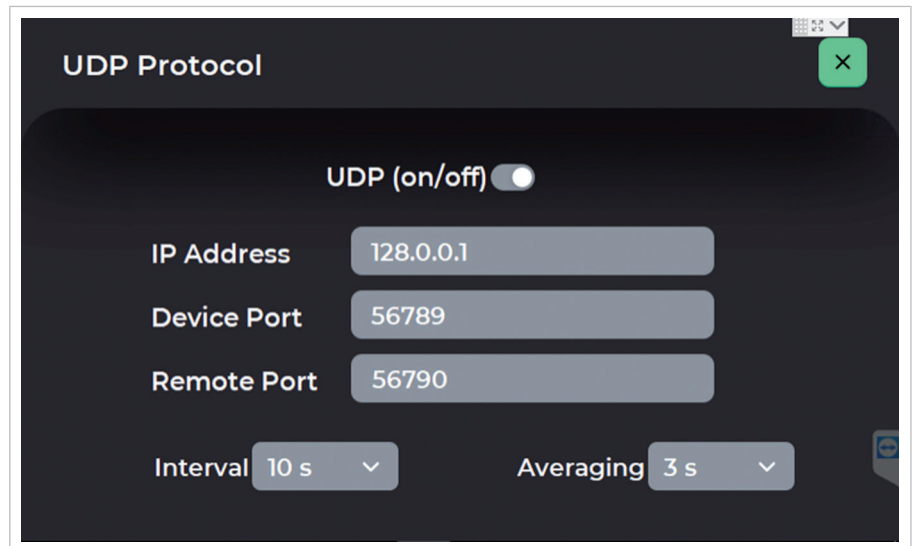 UDP Protocol
UDP (on/off)
IP Address 128.0.0.1
Device Port 56789
Remote Port 56790
Interval 10 s Averaging 3 s